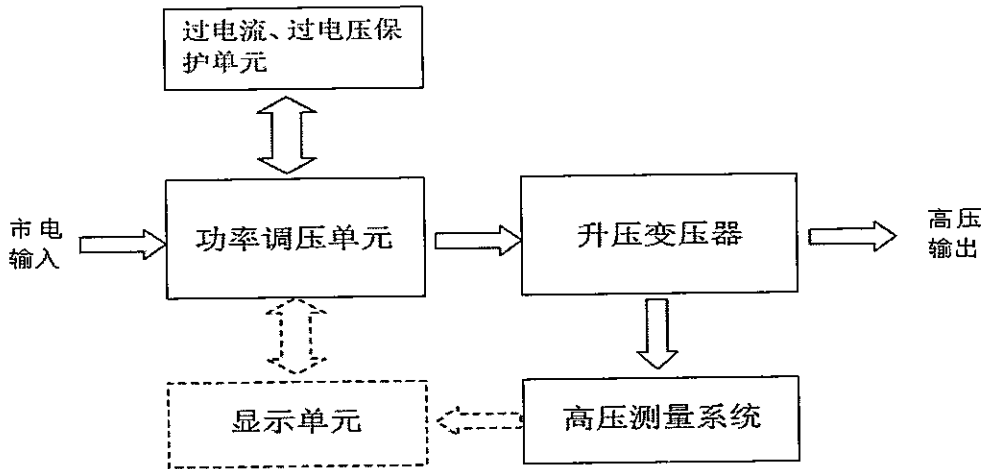 过电流、过电压保
护单元
市电
输入
功率调压单元
升压变压器
高压
输出
显示单元
高压测量系统